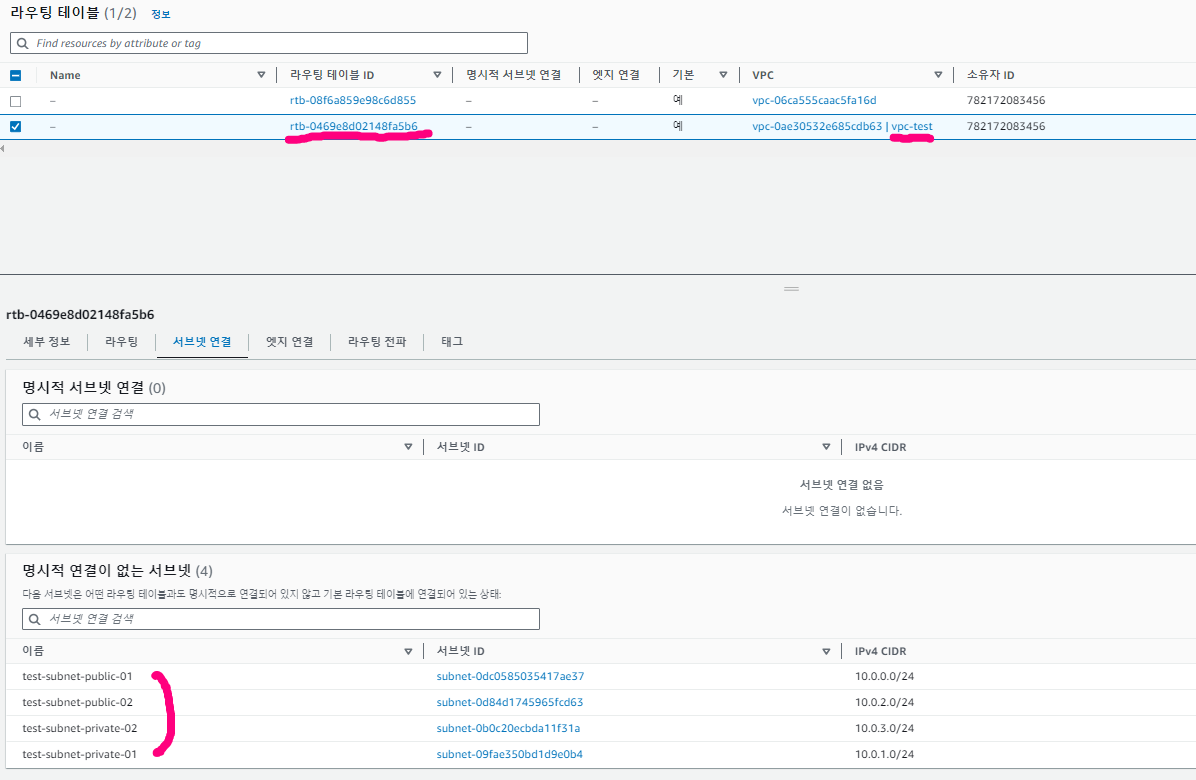 라우팅 테이블 (1/2) 정보
Find resources by attribute or tag
Name 라우팅 테이블 ID 명시적 서브넷 연결 엣지 연결 기본 VPC 소유자 ID
– rtb-08f6a859e98c6d855 – – 예 vpc-06ca555caac5fa16d 782172083456
– rtb-0469e8d02148fa5b6 – – 예 vpc-0ae30532e685cdb63 | vpc-test 782172083456
rtb-0469e8d02148fa5b6
세부 정보 라우팅 서브넷 연결 엣지 연결 라우팅 전파 태그
명시적 서브넷 연결 (0)
서브넷 연결 검색
이름 서브넷 ID IPv4 CIDR
서브넷 연결 없음
서브넷 연결이 없습니다.
명시적 연결이 없는 서브넷 (4)
다음 서브넷은 어떤 라우팅 테이블과도 명시적으로 연결되어 있지 않고 기본 라우팅 테이블에 연결되어 있는 상태:
서브넷 연결 검색
이름 서브넷 ID IPv4 CIDR
test-subnet-public-01 subnet-0dc0585035417ae37 10.0.0.0/24
test-subnet-public-02 subnet-0d84d1745965fcd63 10.0.2.0/24
test-subnet-private-02 subnet-0b0c20ecbda11f31a 10.0.3.0/24
test-subnet-private-01 subnet-09fae350bd1d9e0b4 10.0.1.0/24